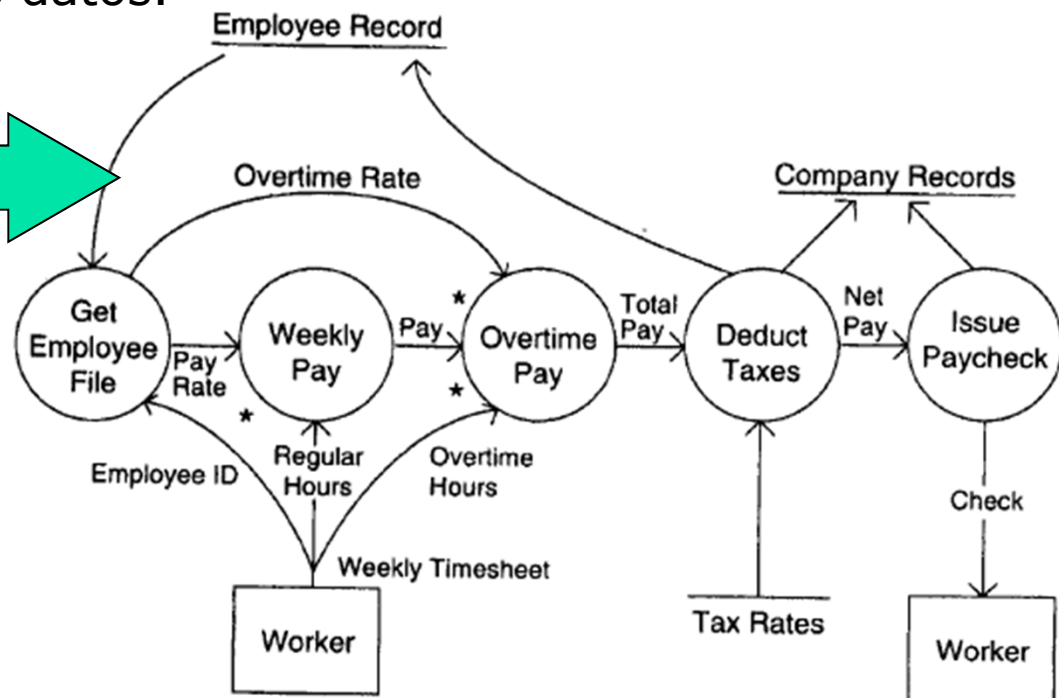 datos.
Employee Record
Overtime Rate
Company Records
Get
Employee
File
Pay
Rate
*
Weekly
Pay
Pay
*
*
Overtime
Pay
Total
Pay
Deduct
Taxes
Net
Pay
Issue
Paycheck
Employee ID
Regular
Hours
Overtime
Hours
Check
Weekly Timesheet
Worker
Tax Rates
Worker